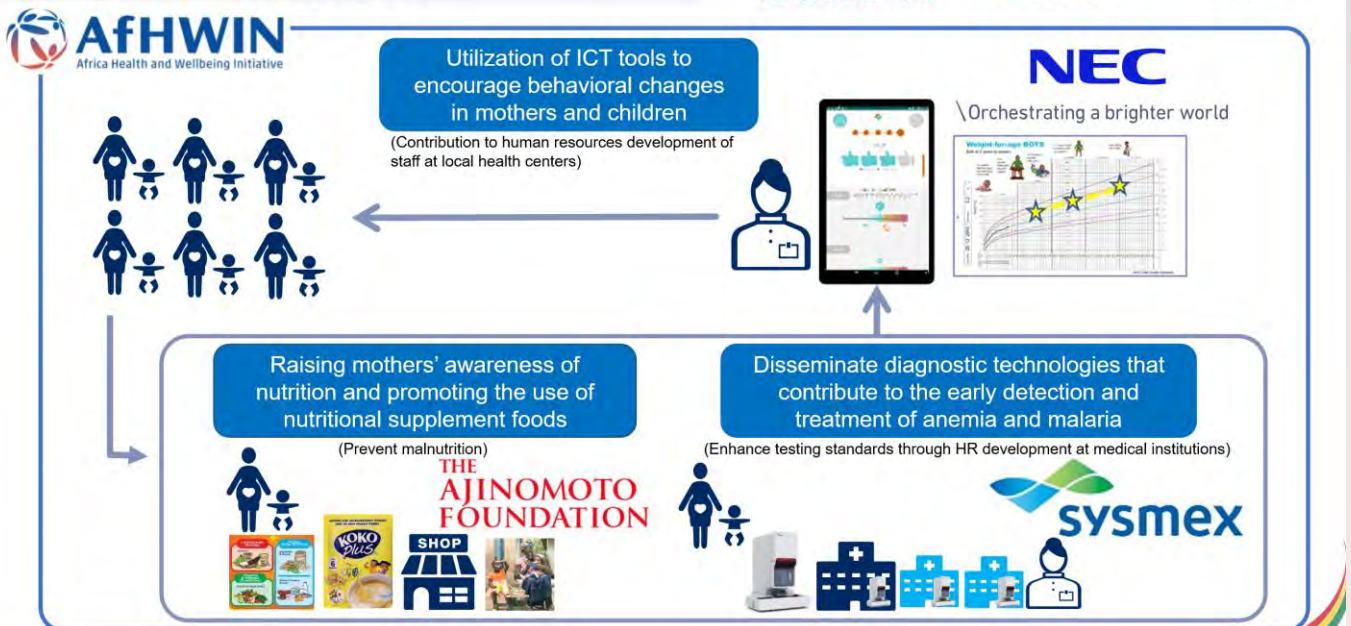 AfHWIN
Africa Health and Wellbeing Initiative
Utilization of ICT tools to
encourage behavioral changes
in mothers and children
(Contribution to human resources development of
staff at local health centers)
NEC
\Orchestrating a brighter world
Weight-for-age BOYS
Raising mothers' awareness of
nutrition and promoting the use of
nutritional supplement foods
(Prevent malnutrition)
THE
AJINOMOTO
FOUNDATION
KOKO
Plus
SHOP
Disseminate diagnostic technologies that
contribute to the early detection and
treatment of anemia and malaria
(Enhance testing standards through HR development at medical institutions)
sysmex